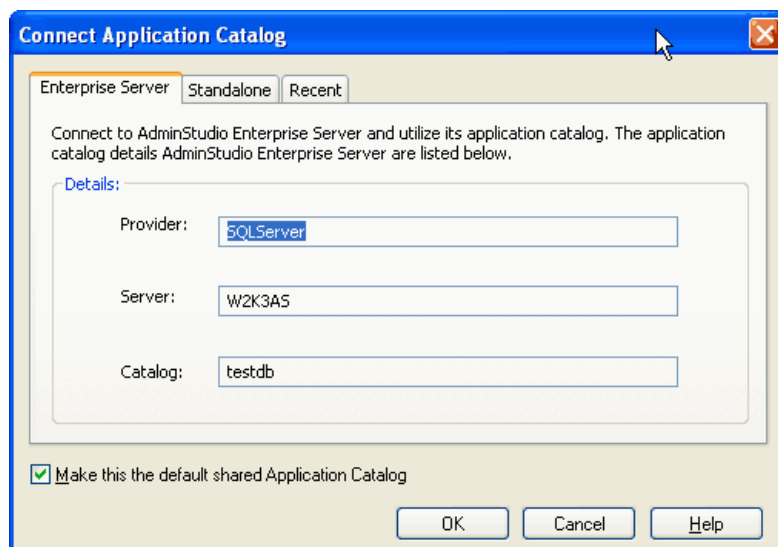 Connect Application Catalog
Enterprise Server Standalone Recent
Connect to AdminStudio Enterprise Server and utilize its application catalog. The application
catalog details AdminStudio Enterprise Server are listed below.
Details:
Provider: SQLServer
Server: W2K3AS
Catalog: testdb
Make this the default shared Application Catalog
OK Cancel Help